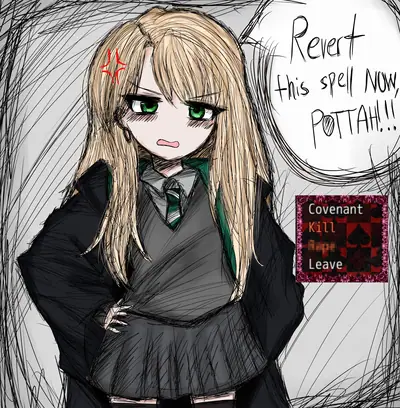 Revert
this spell NOW,
POTTAH!!!
Covenant
Kill
Rape
Leave